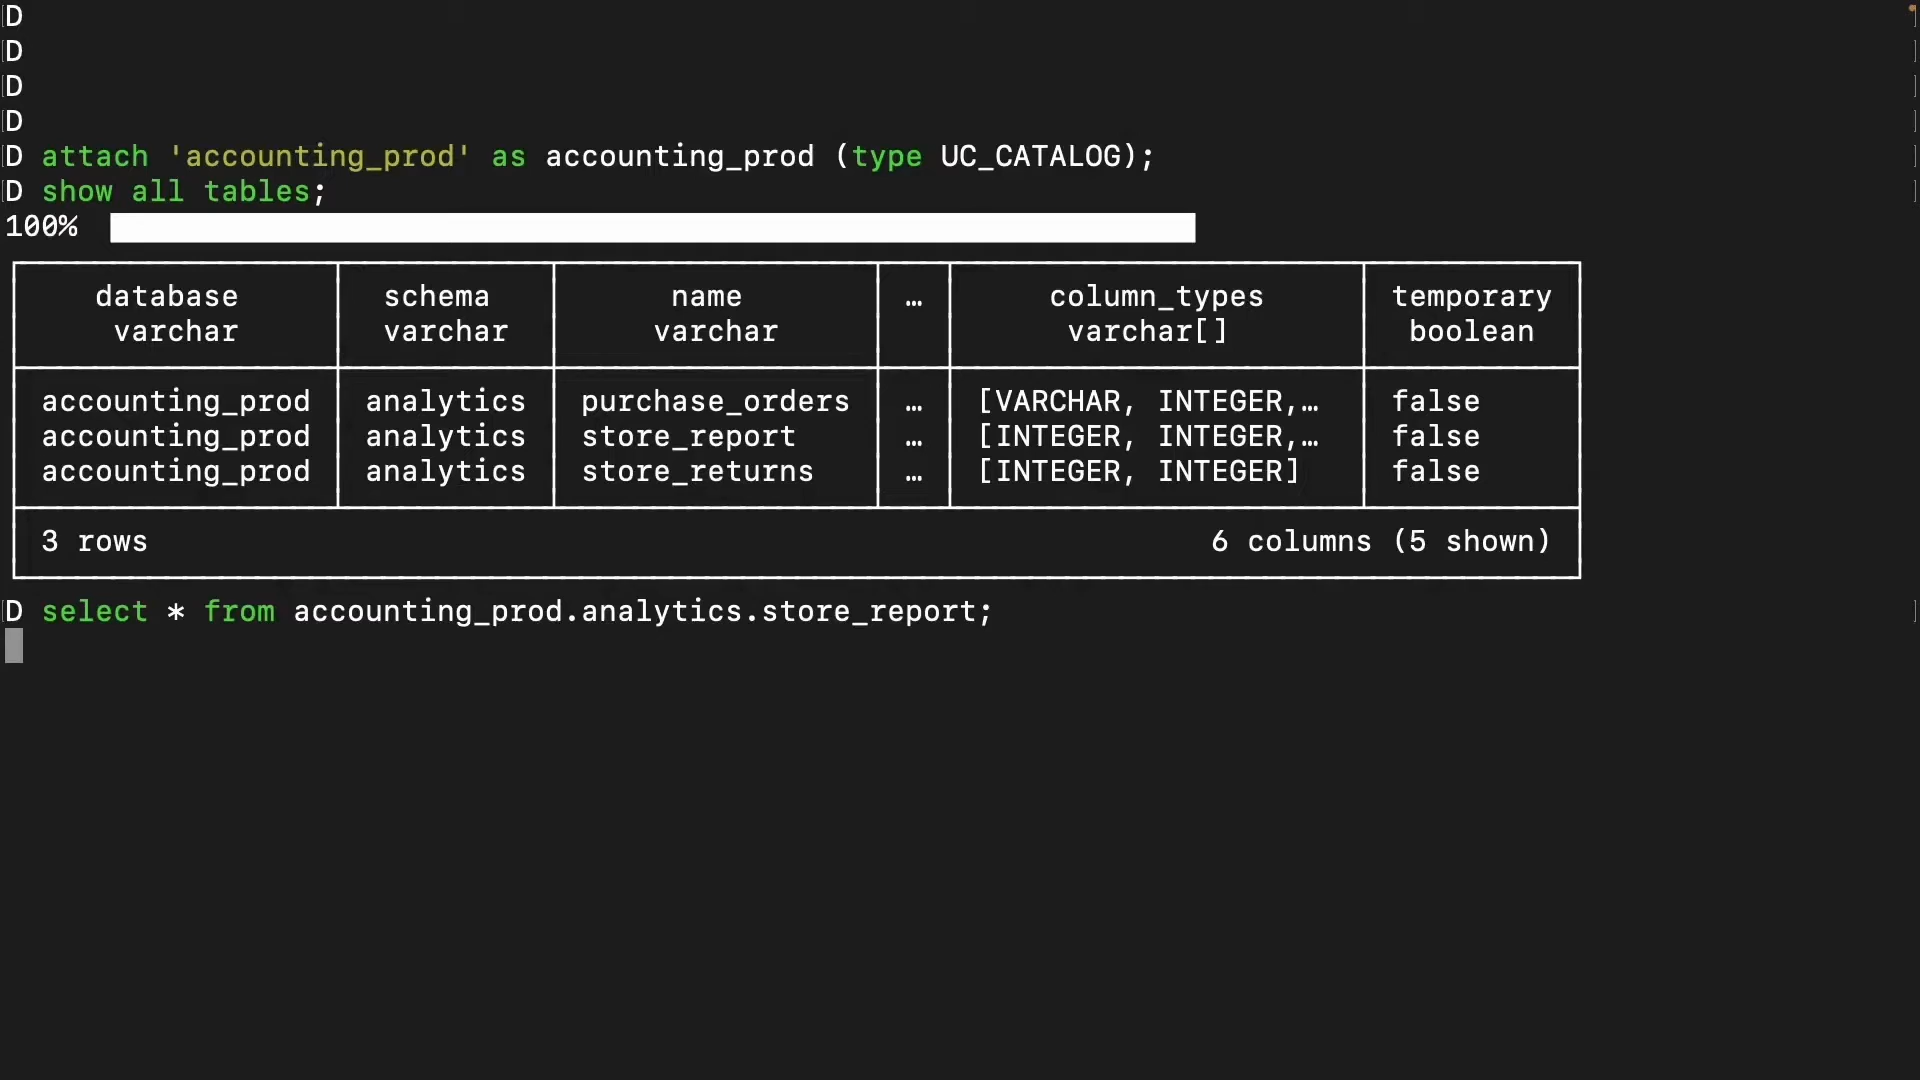 D
D
D
D
D attach 'accounting_prod' as accounting_prod (type UC_CATALOG);
D show all tables;
100%
database schema name … column_types temporary
varchar varchar varchar varchar[] boolean
accounting_prod analytics purchase_orders … [VARCHAR, INTEGER,… false
accounting_prod analytics store_report … [INTEGER, INTEGER,… false
accounting_prod analytics store_returns … [INTEGER, INTEGER] false
3 rows 6 columns (5 shown)
D select * from accounting_prod.analytics.store_report;